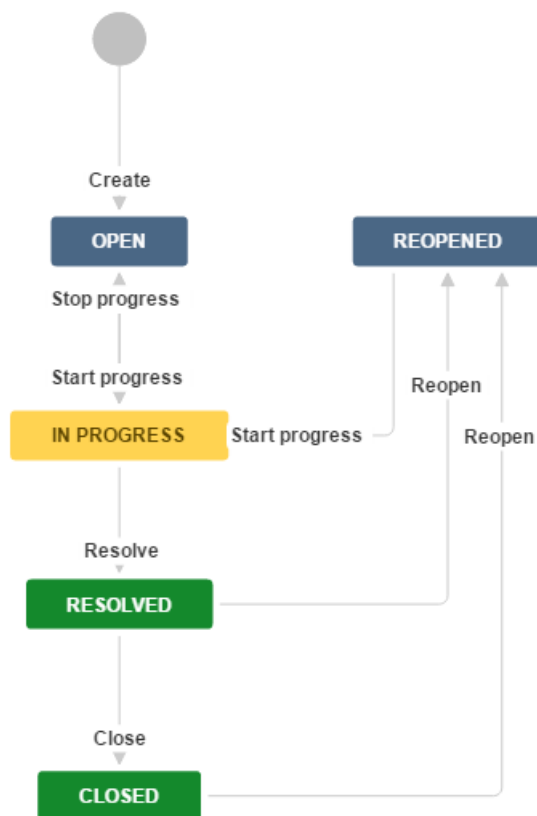 Create
OPEN
REOPENED
Stop progress
Start progress
Reopen
IN PROGRESS
Start progress
Reopen
Resolve
RESOLVED
Close
CLOSED